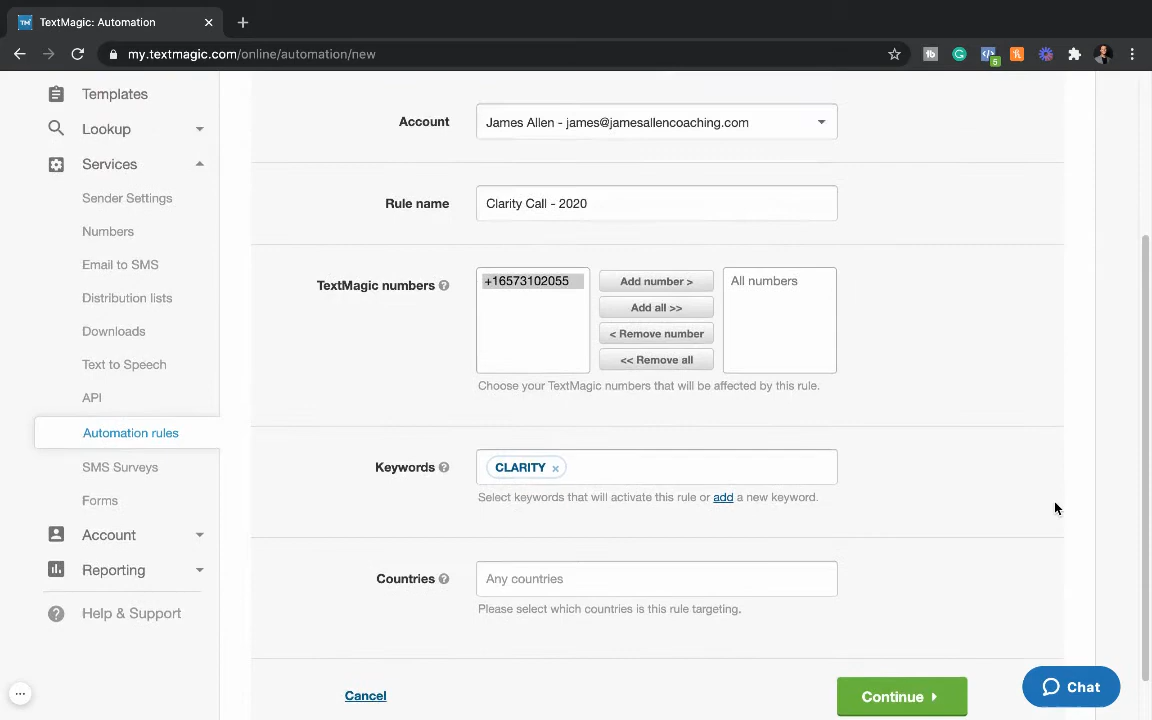 TextMagic: Automation
my.textmagic.com/online/automation/new
5
Templates
Lookup
Services
Sender Settings
Numbers
Email to SMS
Distribution lists
Downloads
Text to Speech
API
Automation rules
SMS Surveys
Forms
Account
Reporting
Help & Support
Account
James Allen - james@jamesallencoaching.com
Rule name
Clarity Call - 2020
TextMagic numbers
+16573102055
Add number >
Add all >>
< Remove number
<< Remove all
All numbers
Choose your TextMagic numbers that will be affected by this rule.
Keywords
CLARITY ×
Select keywords that will activate this rule or add a new keyword.
Countries
Any countries
Please select which countries is this rule targeting.
Cancel
Continue
Chat